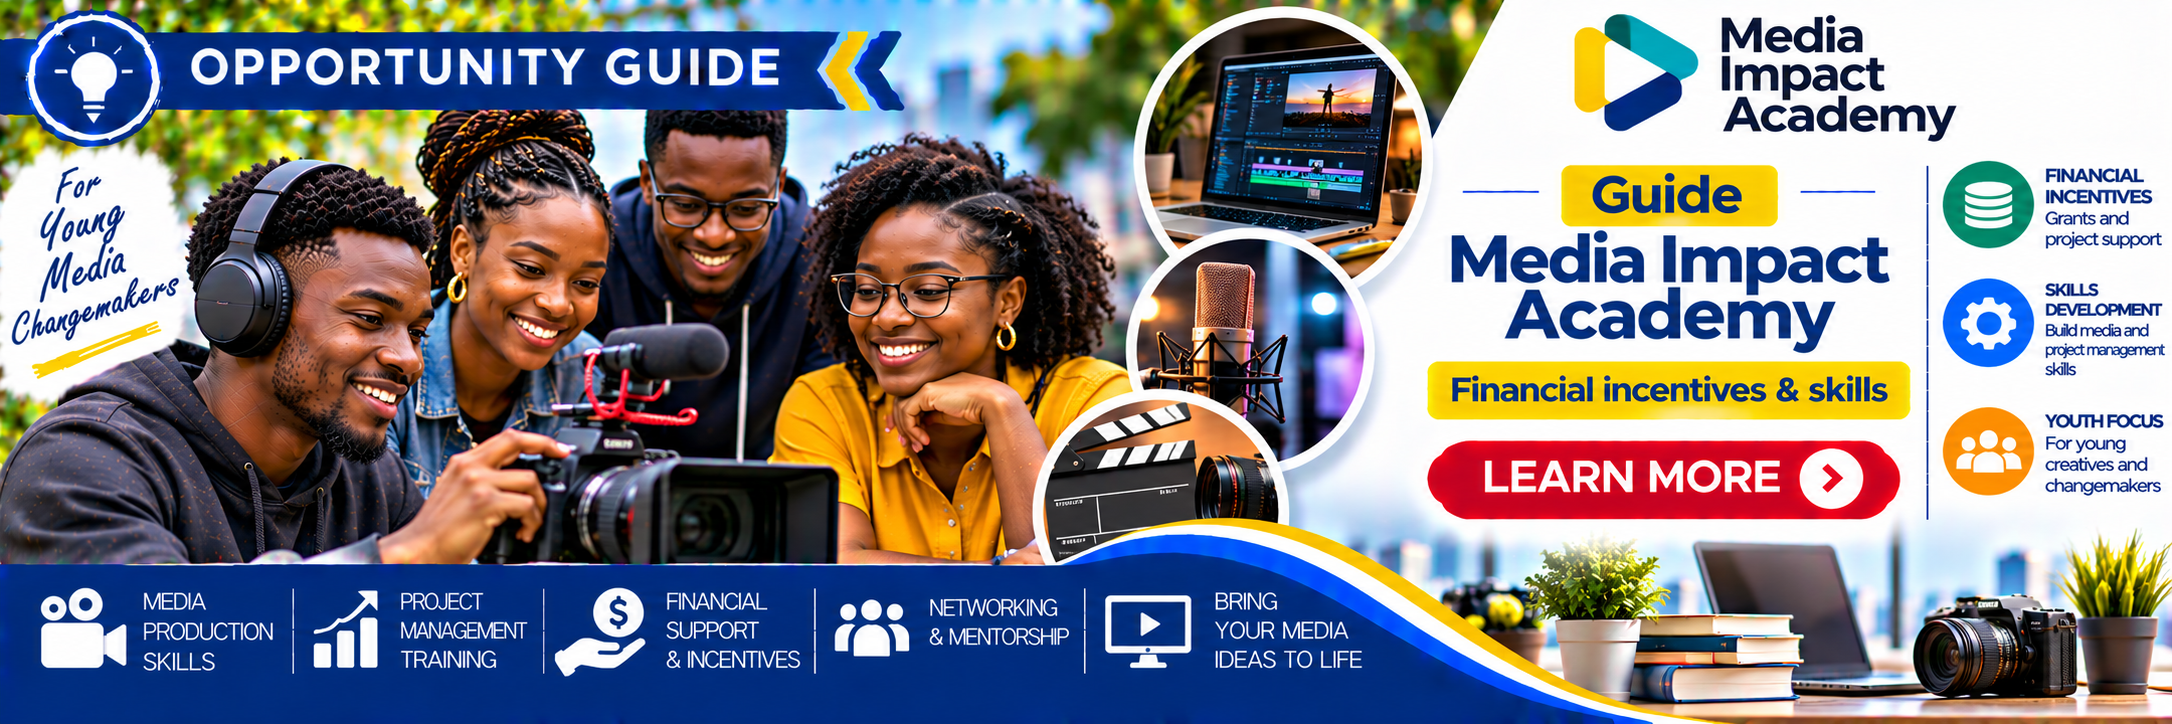 OPPORTUNITY GUIDE
For
Young
Media
Changemakers
Media
Impact
Academy
Guide
Media Impact
Academy
Financial incentives & skills
LEARN MORE
FINANCIAL
INCENTIVES
Grants and
project support
SKILLS
DEVELOPMENT
Build media and
project management
skills
YOUTH FOCUS
For young
creatives and
changemakers
MEDIA
PRODUCTION
SKILLS
PROJECT
MANAGEMENT
TRAINING
$
FINANCIAL
SUPPORT
& INCENTIVES
NETWORKING
& MENTORSHIP
BRING
YOUR MEDIA
IDEAS TO LIFE